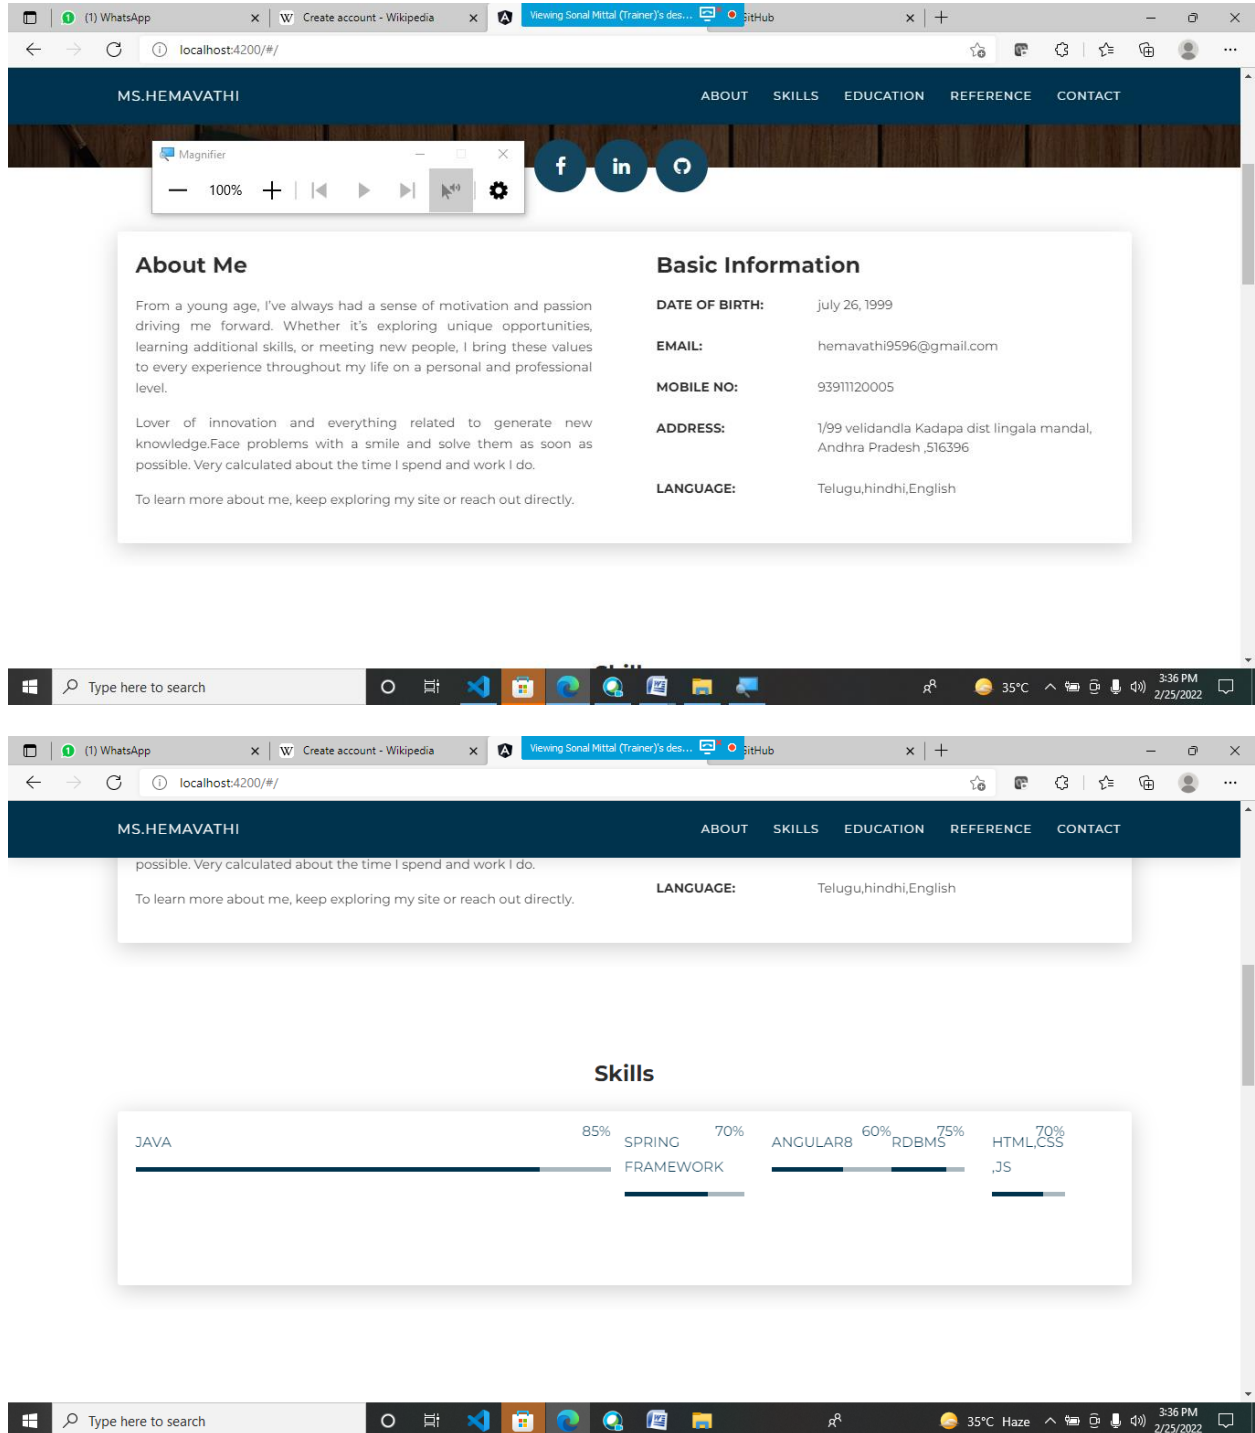 (1) WhatsApp
Create account - Wikipedia
Viewing Sonal Mittal (Trainer)'s des...
GitHub
localhost:4200/#/
MS.HEMAVATHI
ABOUT SKILLS EDUCATION REFERENCE CONTACT
Magnifier
100%
About Me
From a young age, I've always had a sense of motivation and passion
driving me forward. Whether it's exploring unique opportunities,
learning additional skills, or meeting new people, I bring these values
to every experience throughout my life on a personal and professional
level.
Lover of innovation and everything related to generate new
knowledge.Face problems with a smile and solve them as soon as
possible. Very calculated about the time I spend and work I do.
To learn more about me, keep exploring my site or reach out directly.
Basic Information
DATE OF BIRTH: july 26, 1999
EMAIL: hemavathi9596@gmail.com
MOBILE NO: 93911120005
ADDRESS: 1/99 velidandla Kadapa dist lingala mandal,
Andhra Pradesh ,516396
LANGUAGE: Telugu,hindhi,English
Type here to search
35°C
3:36 PM
2/25/2022
(1) WhatsApp
Create account - Wikipedia
Viewing Sonal Mittal (Trainer)'s des...
GitHub
localhost:4200/#/
MS.HEMAVATHI
ABOUT SKILLS EDUCATION REFERENCE CONTACT
possible. Very calculated about the time I spend and work I do.
To learn more about me, keep exploring my site or reach out directly.
LANGUAGE: Telugu,hindhi,English
Skills
JAVA 85%
SPRING 70%
FRAMEWORK
ANGULAR8 60%
RDBMS 75%
HTML,CSS 70%
,JS
Type here to search
35°C Haze
3:36 PM
2/25/2022